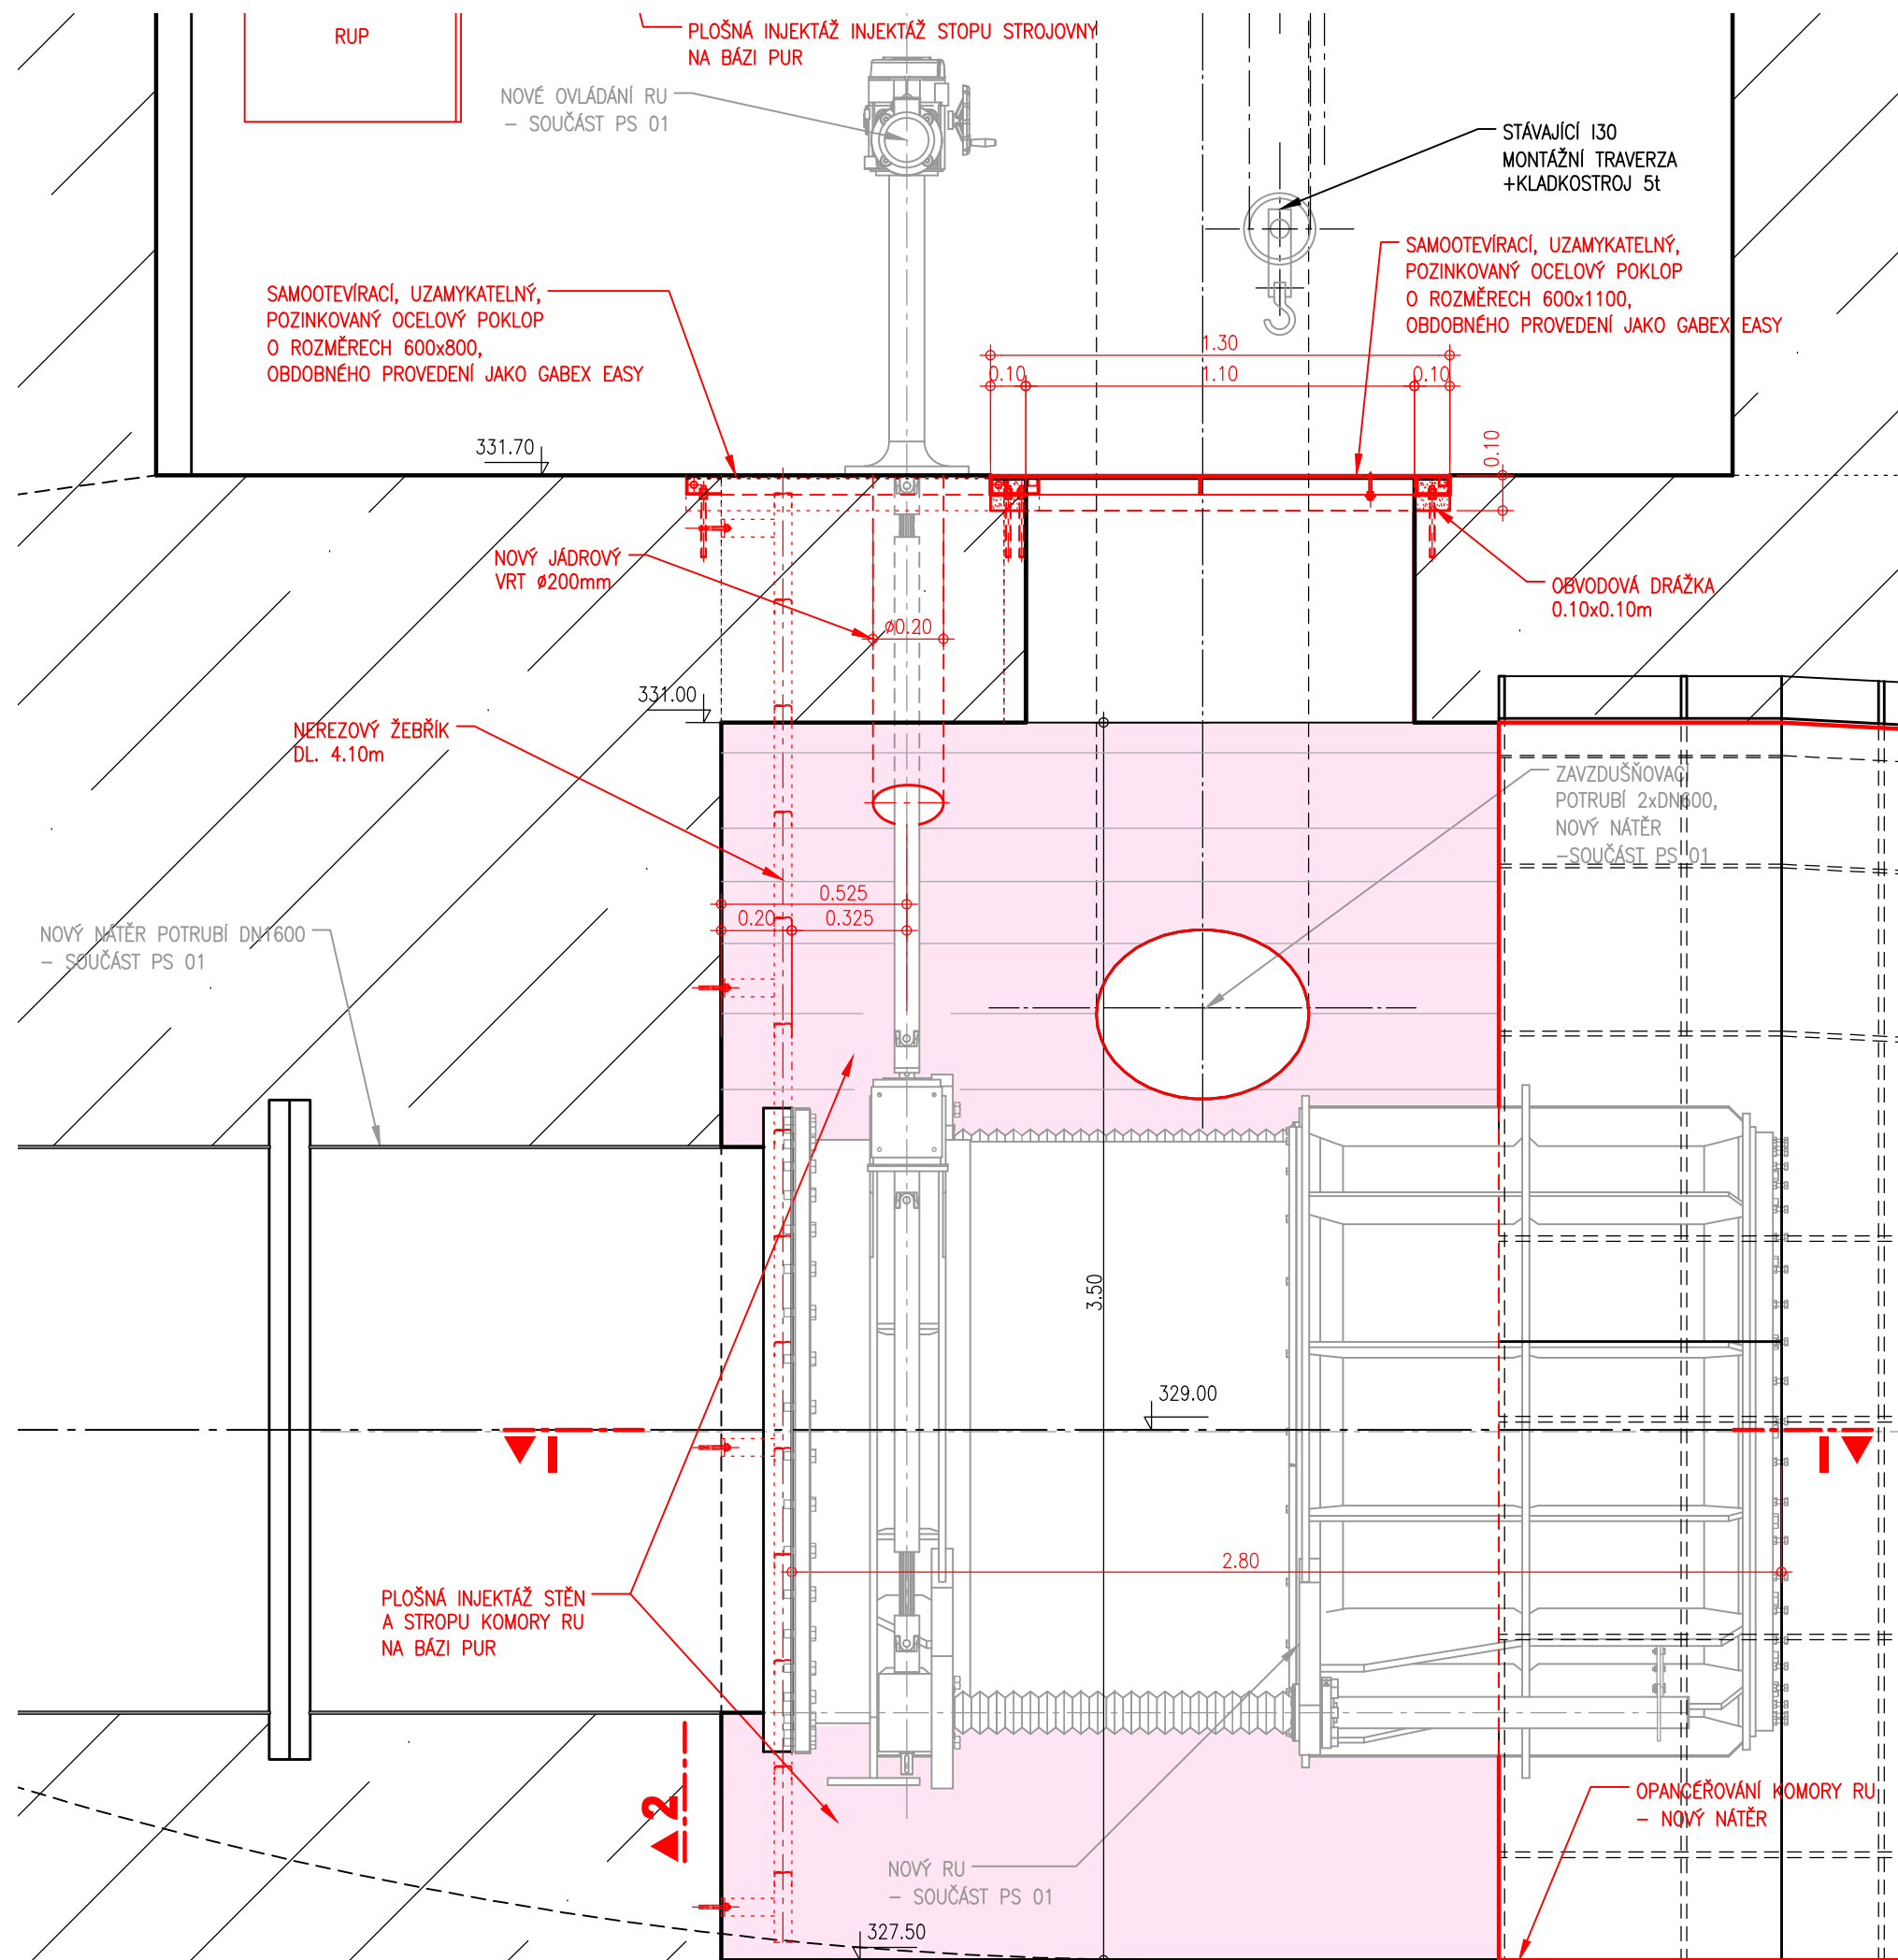 RUP
PLOŠNÁ INJEKTÁŽ INJEKTÁŽ STOPU STROJOVNY
NA BÁZI PUR
NOVÉ OVLÁDÁNÍ RU
– SOUČÁST PS 01
STÁVAJÍCÍ I30
MONTÁŽNÍ TRAVERZA
+KLADKOSTROJ 5t
SAMOOTEVÍRACÍ, UZAMYKATELNÝ,
POZINKOVANÝ OCELOVÝ POKLOP
O ROZMĚRECH 600x1100,
OBDOBNÉHO PROVEDENÍ JAKO GABEX EASY
SAMOOTEVÍRACÍ, UZAMYKATELNÝ,
POZINKOVANÝ OCELOVÝ POKLOP
O ROZMĚRECH 600x800,
OBDOBNÉHO PROVEDENÍ JAKO GABEX EASY
1.30
0.10
1.10
0.10
0.10
331.70
NOVÝ JÁDROVÝ
VRT ø200mm
OBVODOVÁ DRÁŽKA
0.10x0.10m
ø0.20
331.00
NEREZOVÝ ŽEBŘÍK
DL. 4.10m
ZAVZDUŠŇOVACÍ
POTRUBÍ 2xDN600,
NOVÝ NÁTĚR
–SOUČÁST PS 01
0.525
0.20
0.325
NOVÝ NÁTĚR POTRUBÍ DN1600
– SOUČÁST PS 01
3.50
329.00
I
I
2.80
PLOŠNÁ INJEKTÁŽ STĚN
A STROPU KOMORY RU
NA BÁZI PUR
2
OPANCÉŘOVÁNÍ KOMORY RU
– NOVÝ NÁTĚR
NOVÝ RU
– SOUČÁST PS 01
327.50